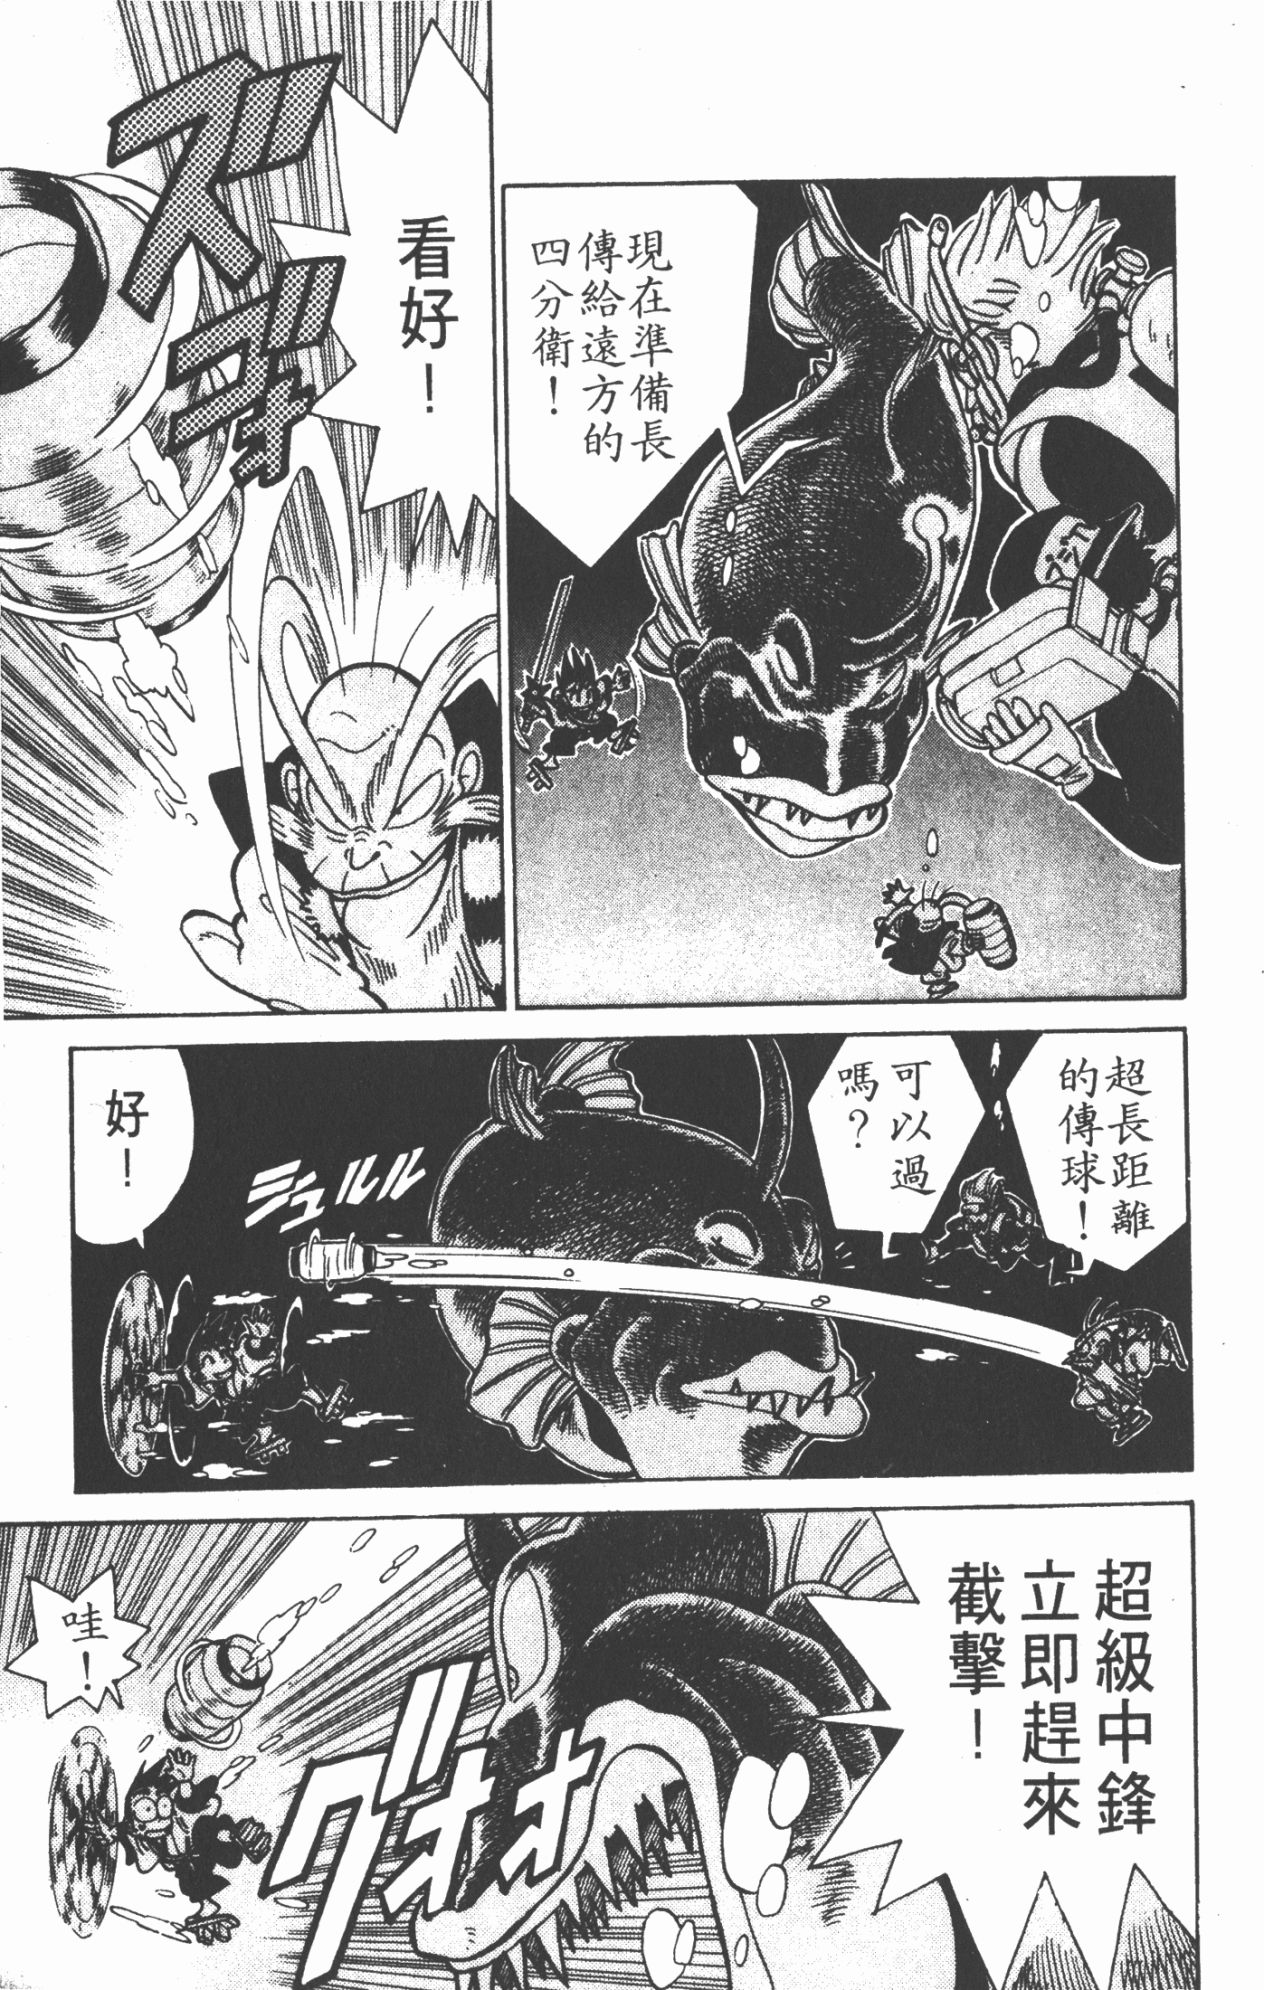 現在準備長
傳給遠方的
四分衛！
看好！
ズギュ
超長距離
的傳球！
可以過
嗎？
シュルル
好！
超級中鋒
立即趕來
截擊！
グオオ
哇！